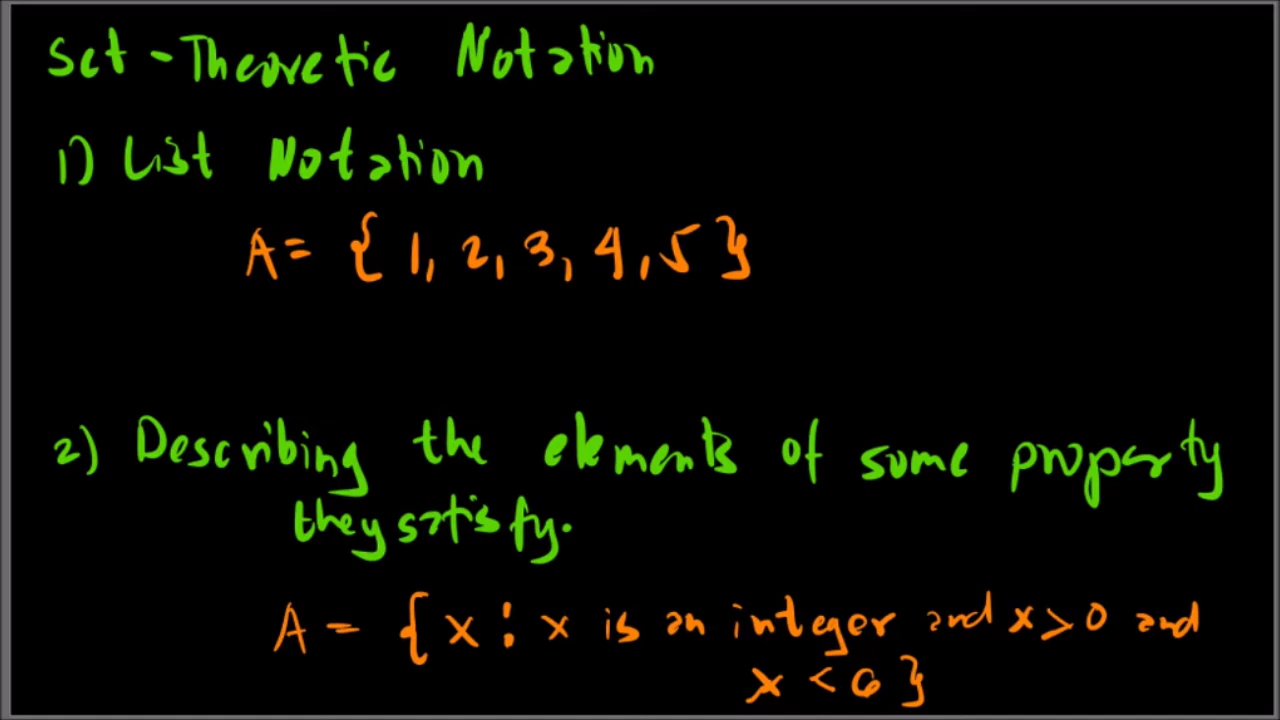 Set-Theoretic Notation
1) List Notation
A = { 1, 2, 3, 4, 5 }
2) Describing the elements of some property
they satisfy.
A = { x : x is an integer and x > 0 and
x < 6 }